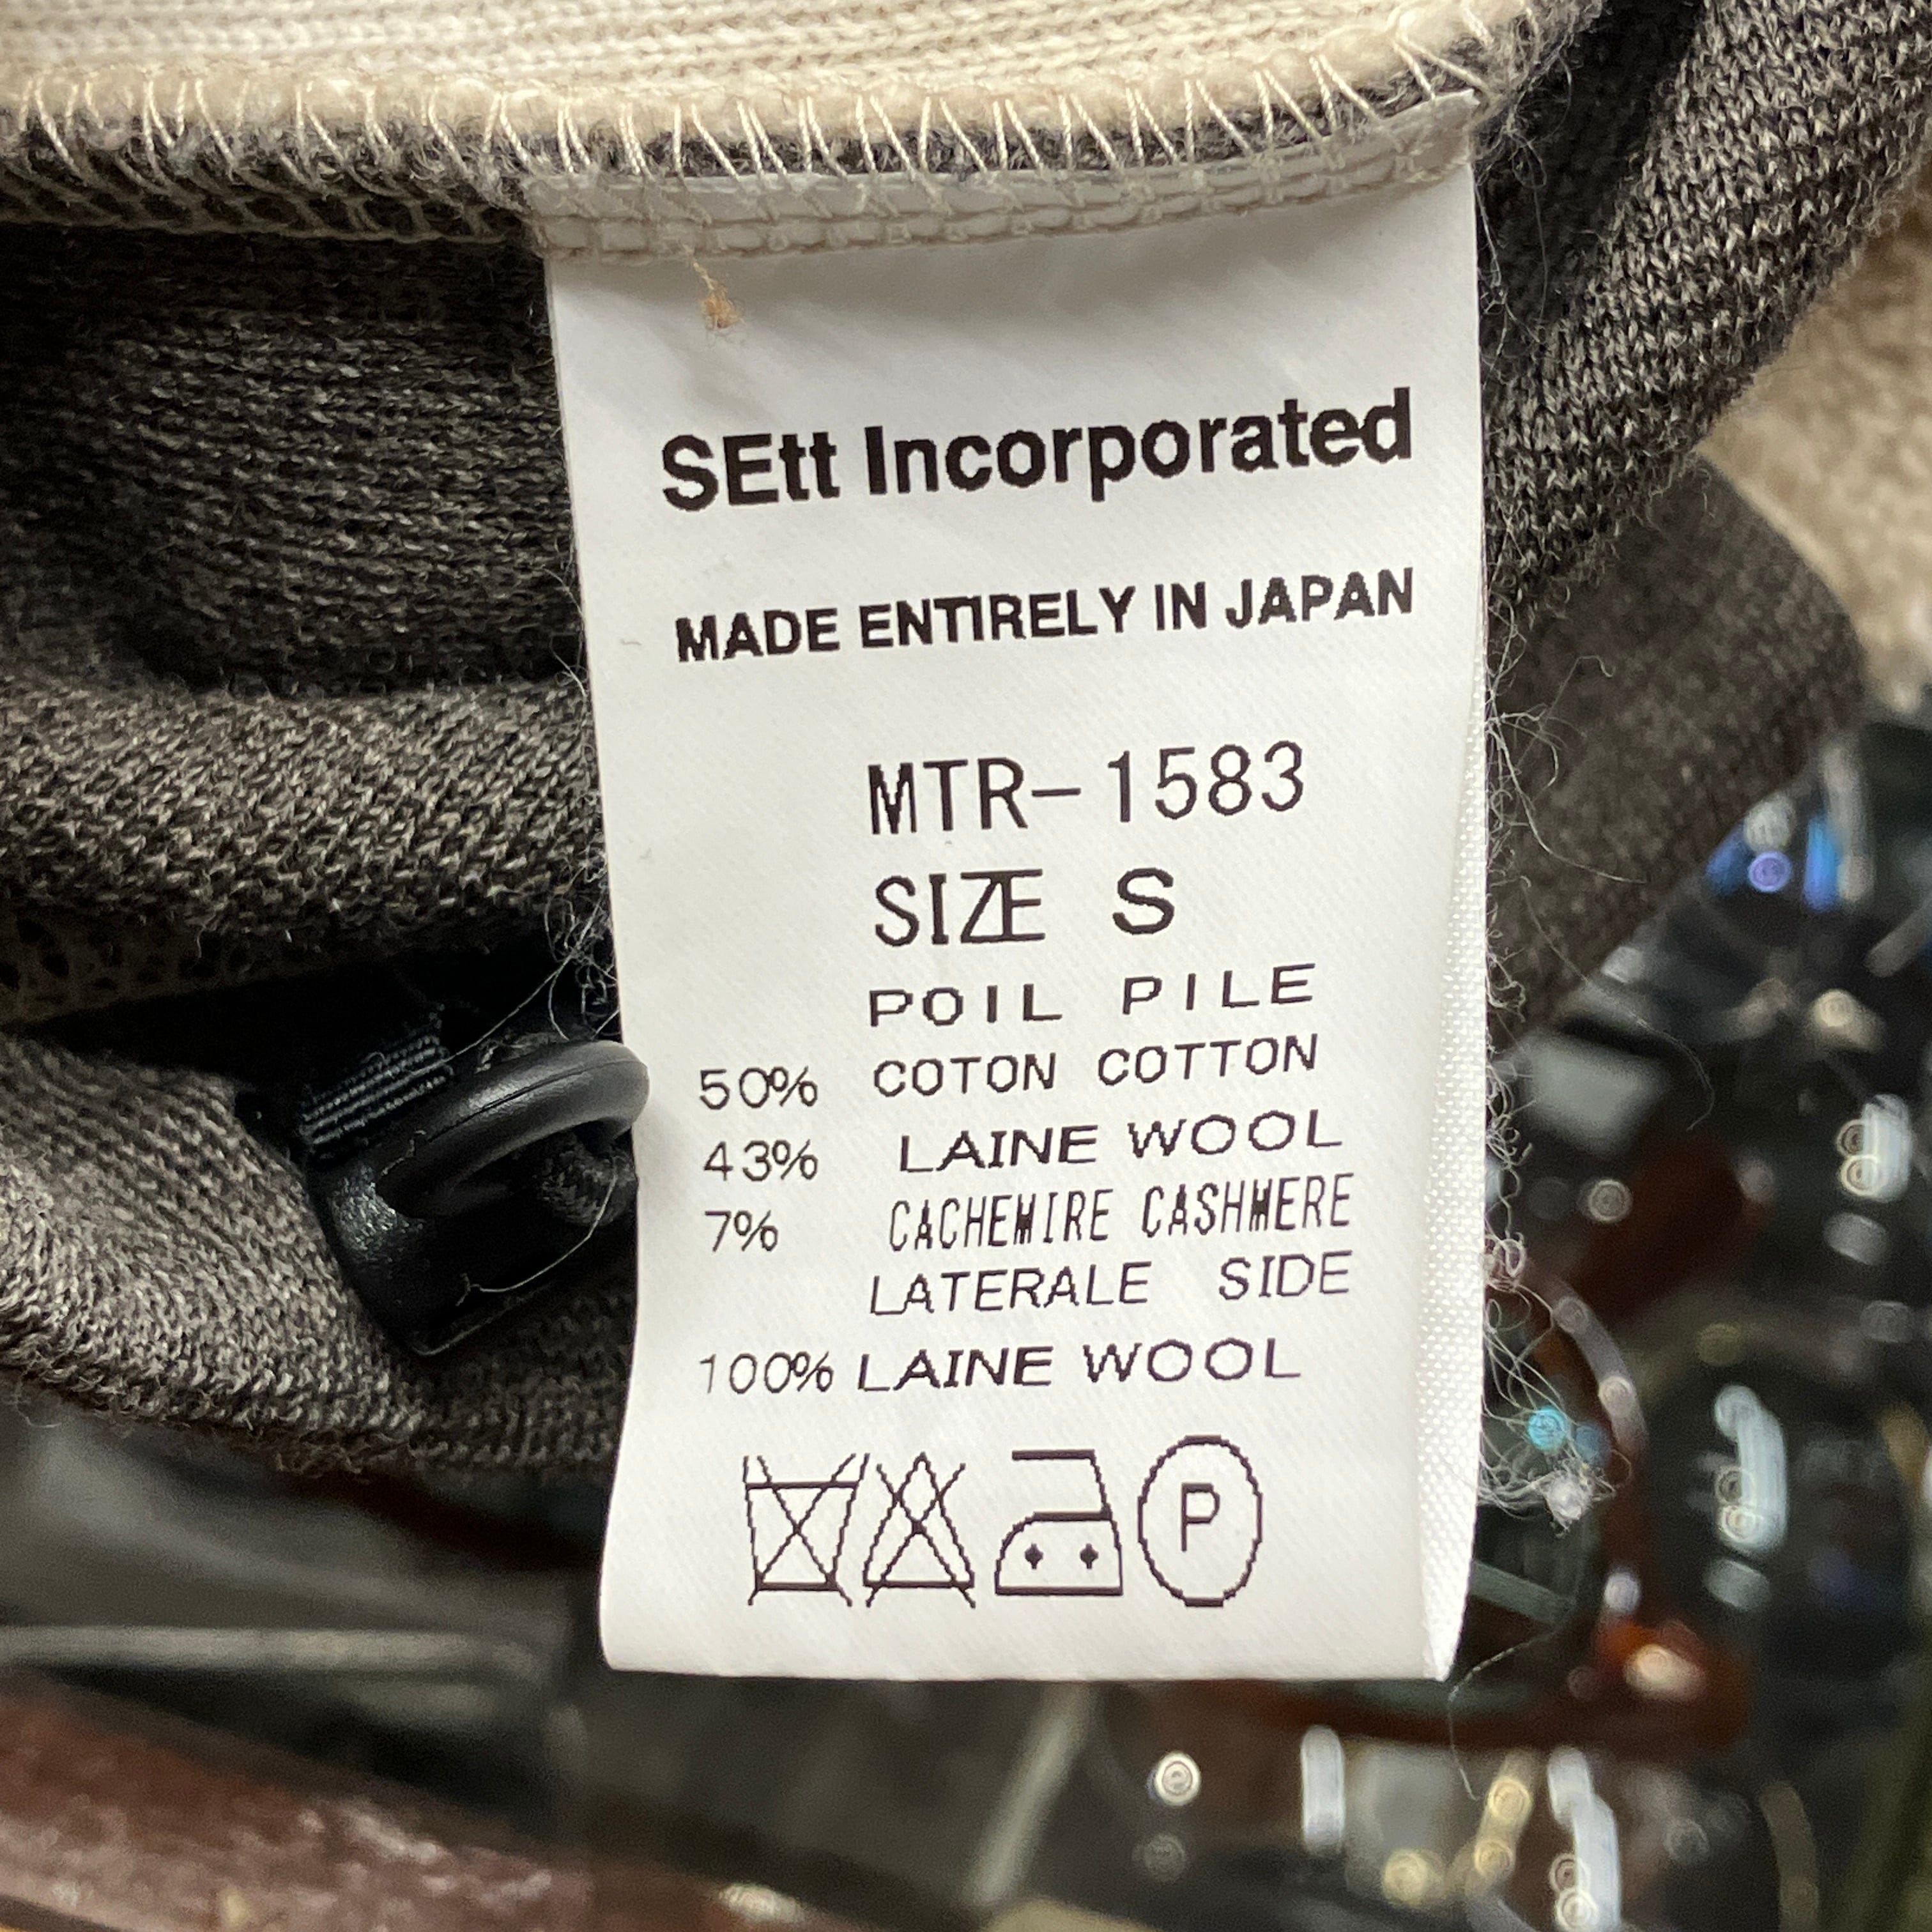 SEtt Incorporated
MADE ENTIRELY IN JAPAN
MTR-1583
SIZE S
POIL PILE
50% COTON COTTON
43% LAINE WOOL
7% CACHEMIRE CASHMERE
LATERALE SIDE
100% LAINE WOOL
P